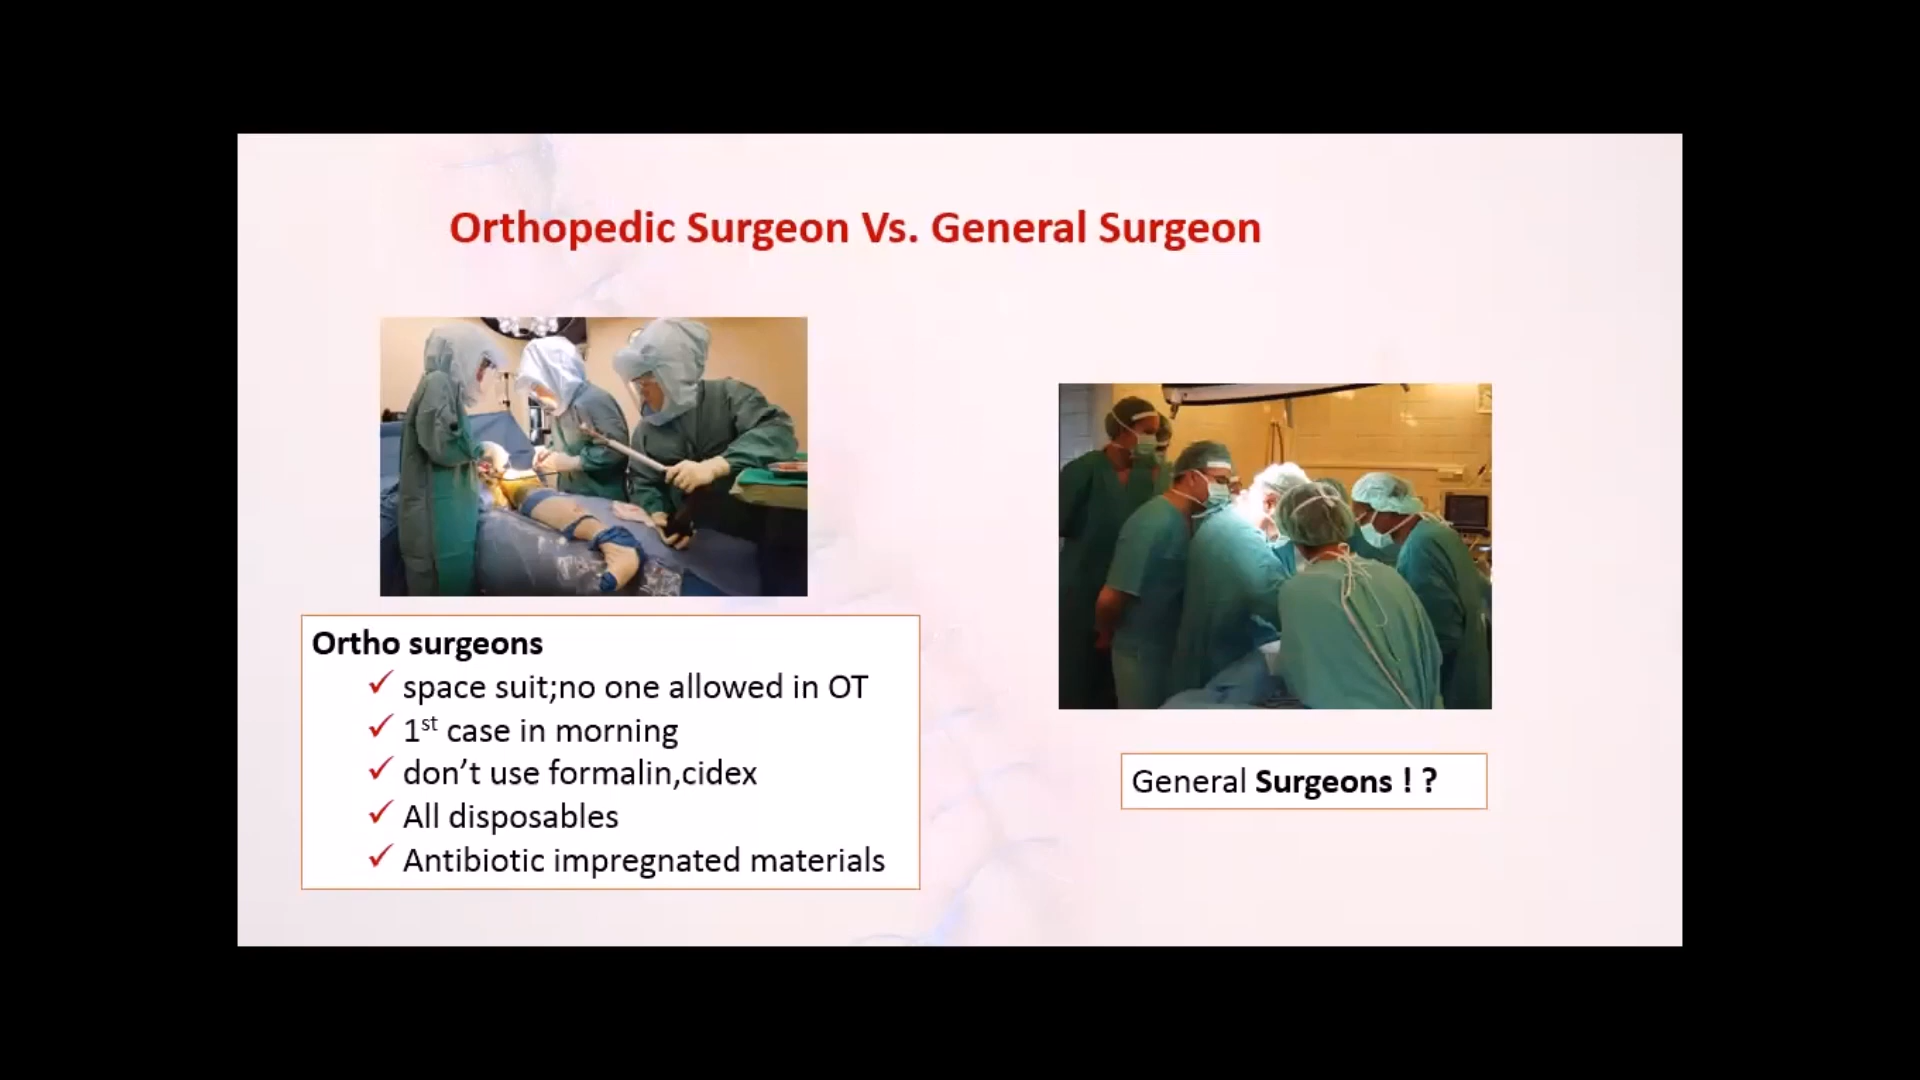 Orthopedic Surgeon Vs. General Surgeon
Ortho surgeons
✓ space suit;no one allowed in OT
✓ 1st case in morning
✓ don't use formalin,cidex
✓ All disposables
✓ Antibiotic impregnated materials
General Surgeons ! ?